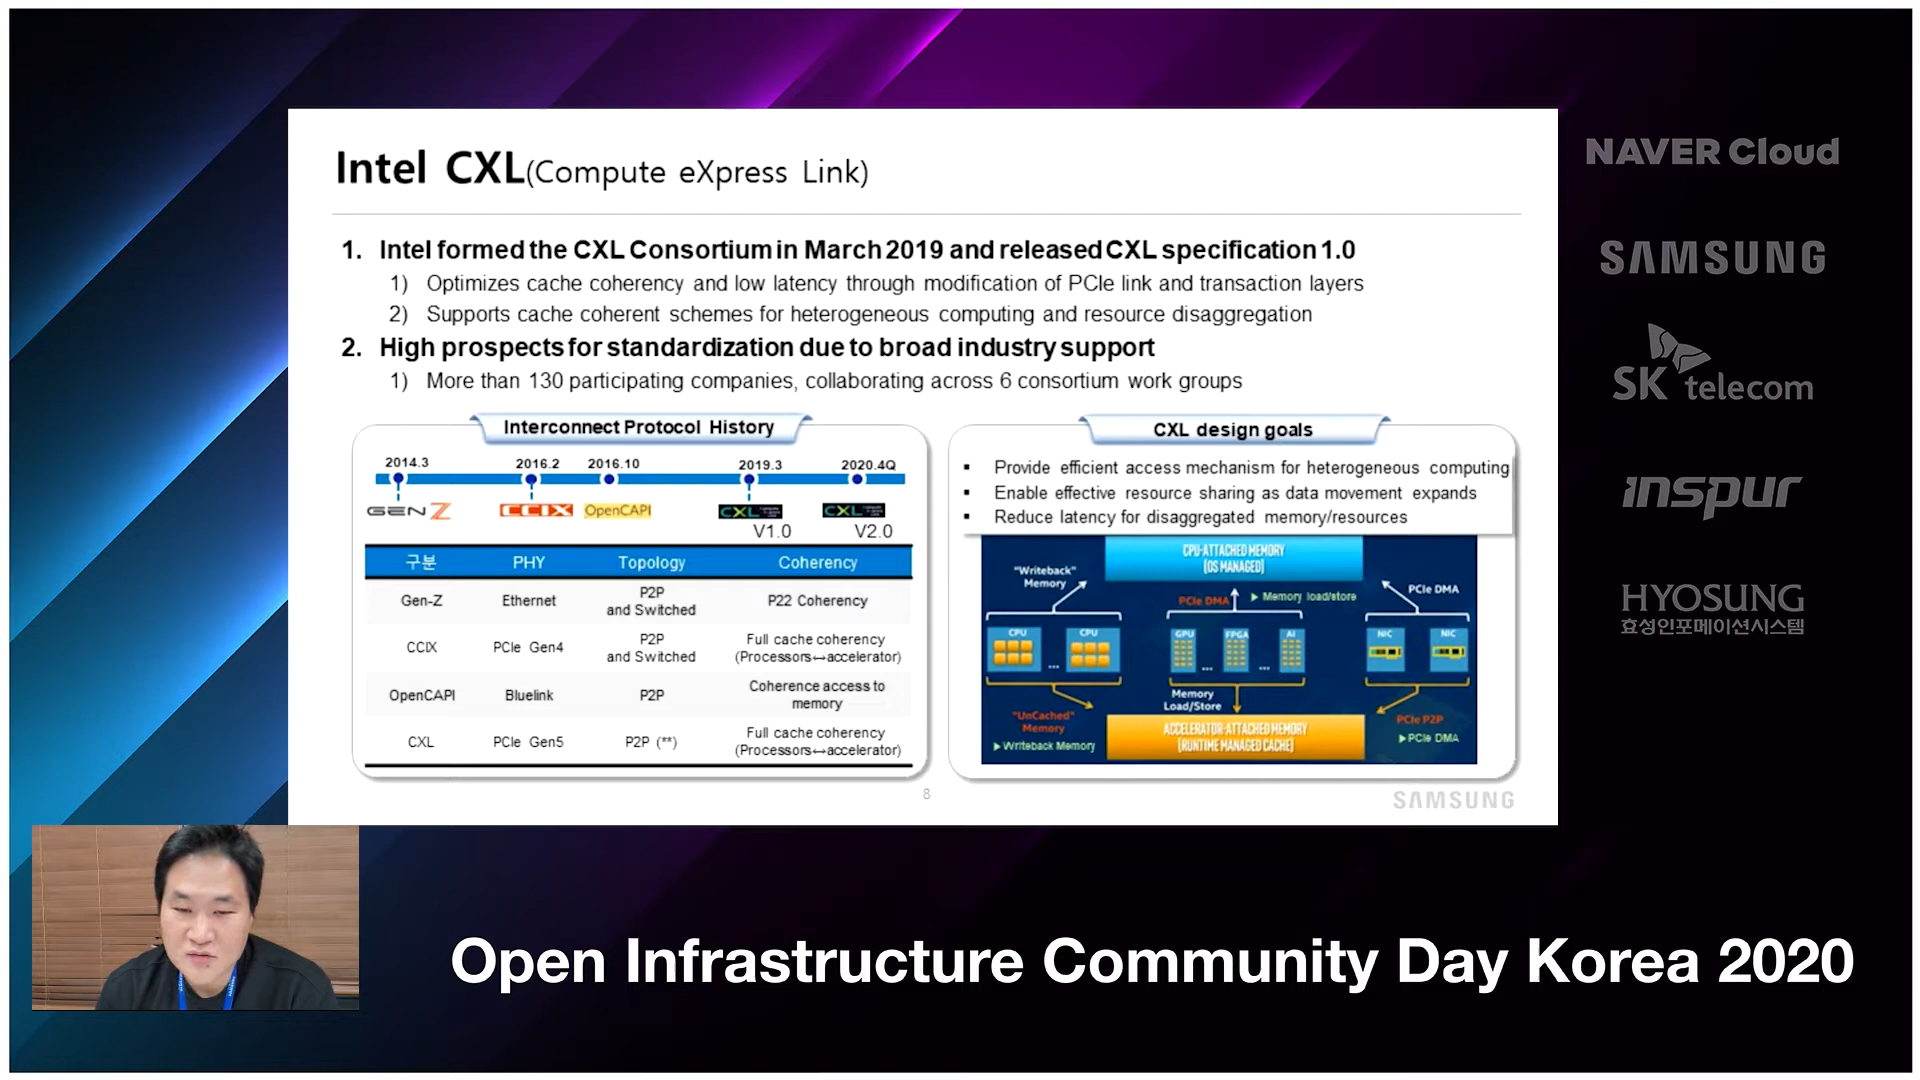 NAVER Cloud
SAMSUNG
SK telecom
inspur
HYOSUNG
효성인포메이션시스템
Intel CXL(Compute eXpress Link)
1. Intel formed the CXL Consortium in March 2019 and released CXL specification 1.0
1) Optimizes cache coherency and low latency through modification of PCIe link and transaction layers
2) Supports cache coherent schemes for heterogeneous computing and resource disaggregation
2. High prospects for standardization due to broad industry support
1) More than 130 participating companies, collaborating across 6 consortium work groups
Interconnect Protocol History
2014.3 2016.2 2016.10 2019.3 2020.4Q
GEN Z CCIX OpenCAPI CXL CXL
V1.0 V2.0
구분 PHY Topology Coherency
Gen-Z Ethernet P2P and Switched P22 Coherency
CCIX PCIe Gen4 P2P and Switched Full cache coherency (Processors↔accelerator)
OpenCAPI Bluelink P2P Coherence access to memory
CXL PCIe Gen5 P2P (**) Full cache coherency (Processors↔accelerator)
CXL design goals
▪ Provide efficient access mechanism for heterogeneous computing
▪ Enable effective resource sharing as data movement expands
▪ Reduce latency for disaggregated memory/resources
CPU-ATTACHED MEMORY
(OS MANAGED)
"Writeback"
Memory
PCIe DMA ▶ Memory load/store
PCIe DMA
CPU ... CPU
GPU ... FPGA ... AI
NIC NIC
Memory
Load/Store
"UnCached"
Memory
▶ Writeback Memory
ACCELERATOR-ATTACHED MEMORY
(RUNTIME MANAGED CACHE)
PCIe P2P
▶ PCIe DMA
8
SAMSUNG
Open Infrastructure Community Day Korea 2020